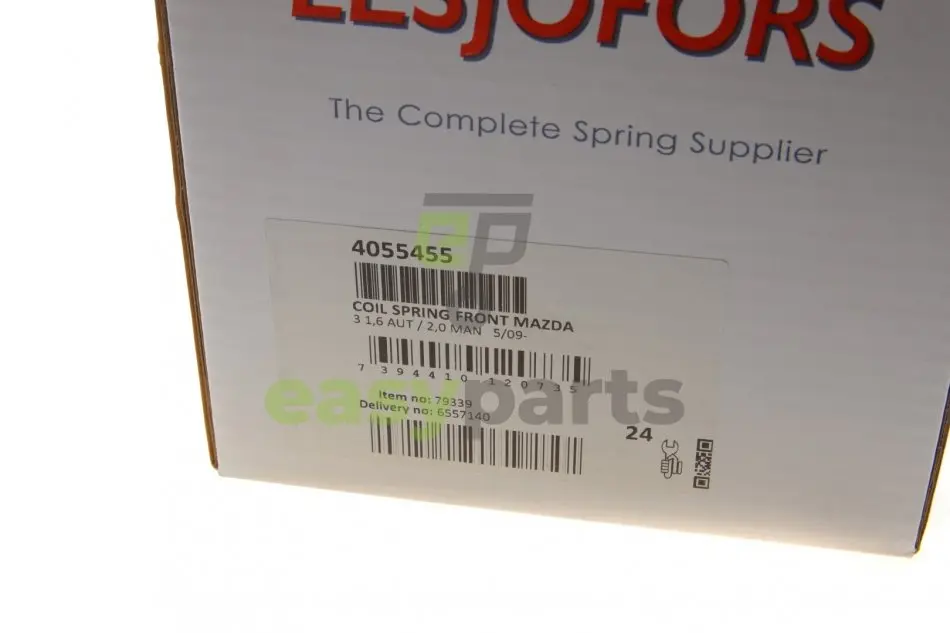 LESJÖFORS
The Complete Spring Supplier
4055455
COIL SPRING FRONT MAZDA
3 1,6 AUT / 2,0 MAN 5/09-
7 394410 120735
Item no: 79339
Delivery no: 6557140
24
easyparts